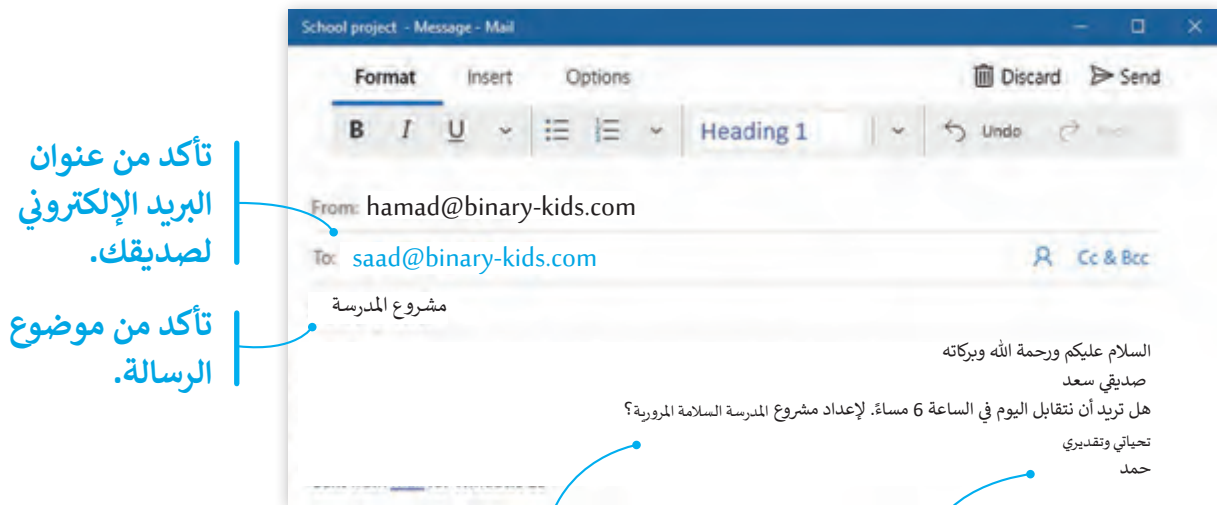 School project - Message - Mail
Format Insert Options Discard Send
B I U Heading 1 Undo
From: hamad@binary-kids.com
To: saad@binary-kids.com Cc & Bcc
مشروع المدرسة
السلام عليكم ورحمة الله وبركاته
صديقي سعد
هل تريد أن نتقابل اليوم في الساعة 6 مساءً. لإعداد مشروع المدرسة السلامة المرورية؟
تحياتي وتقديري
حمد
تأكد من عنوان
البريد الإلكتروني
لصديقك.
تأكد من موضوع
الرسالة.